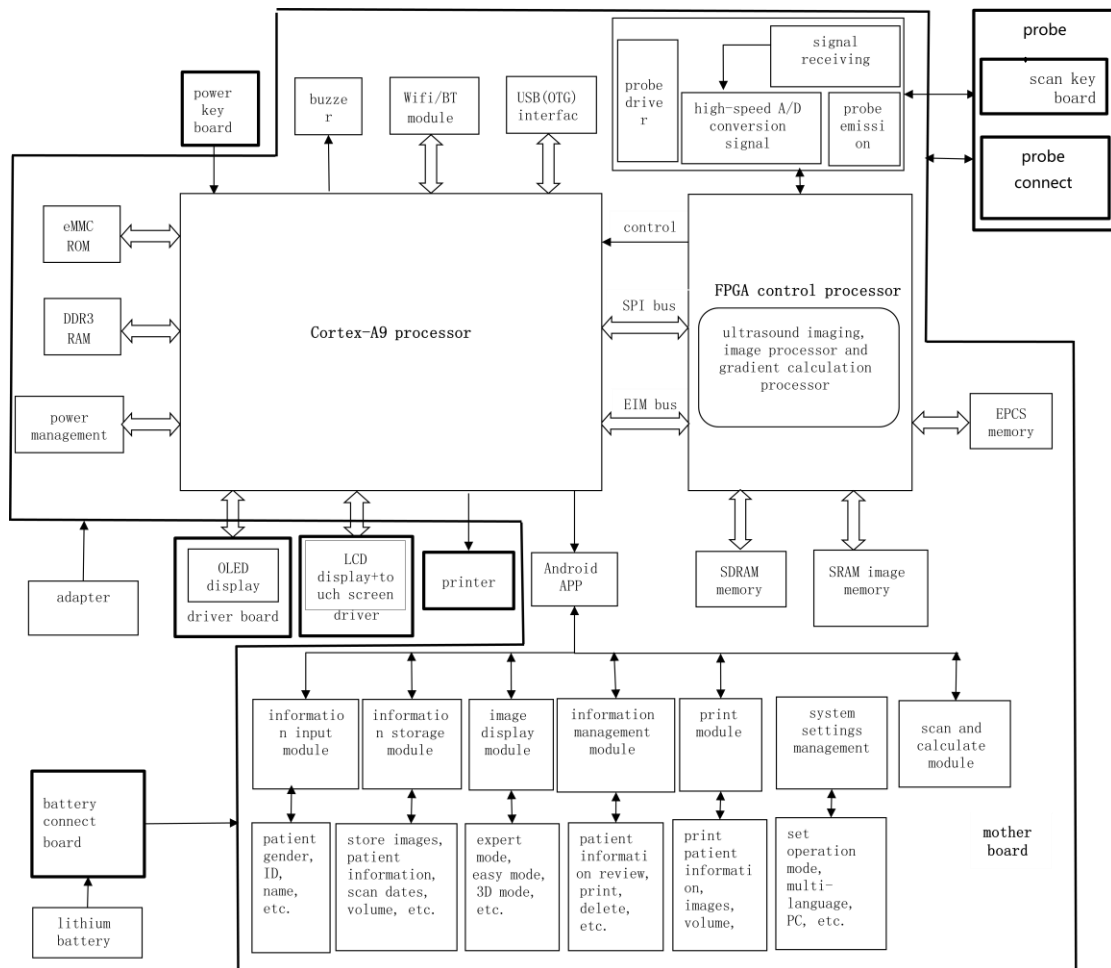 probe
scan key
board
probe
connect
signal
receiving
probe
drive
r
high-speed A/D
conversion
signal
probe
emissi
on
power
key
board
buzze
r
Wifi/BT
module
USB(OTG)
interfac
eMMC
ROM
DDR3
RAM
power
management
Cortex-A9 processor
control
SPI bus
EIM bus
FPGA control processor
ultrasound imaging,
image processor and
gradient calculation
processor
EPCS
memory
adapter
OLED
display
driver board
LCD
display+to
uch screen
driver
printer
Android
APP
SDRAM
memory
SRAM image
memory
informatio
n input
module
informatio
n storage
module
image
display
module
information
management
module
print
module
system
settings
management
scan and
calculate
module
battery
connect
board
lithium
battery
patient
gender,
ID,
name,
etc.
store images,
patient
information,
scan dates,
volume, etc.
expert
mode,
easy mode,
3D mode,
etc.
patient
informati
on review,
print,
delete,
etc.
print
patient
informati
on,
images,
volume,
set
operation
mode,
multi-
language,
PC, etc.
mother
board